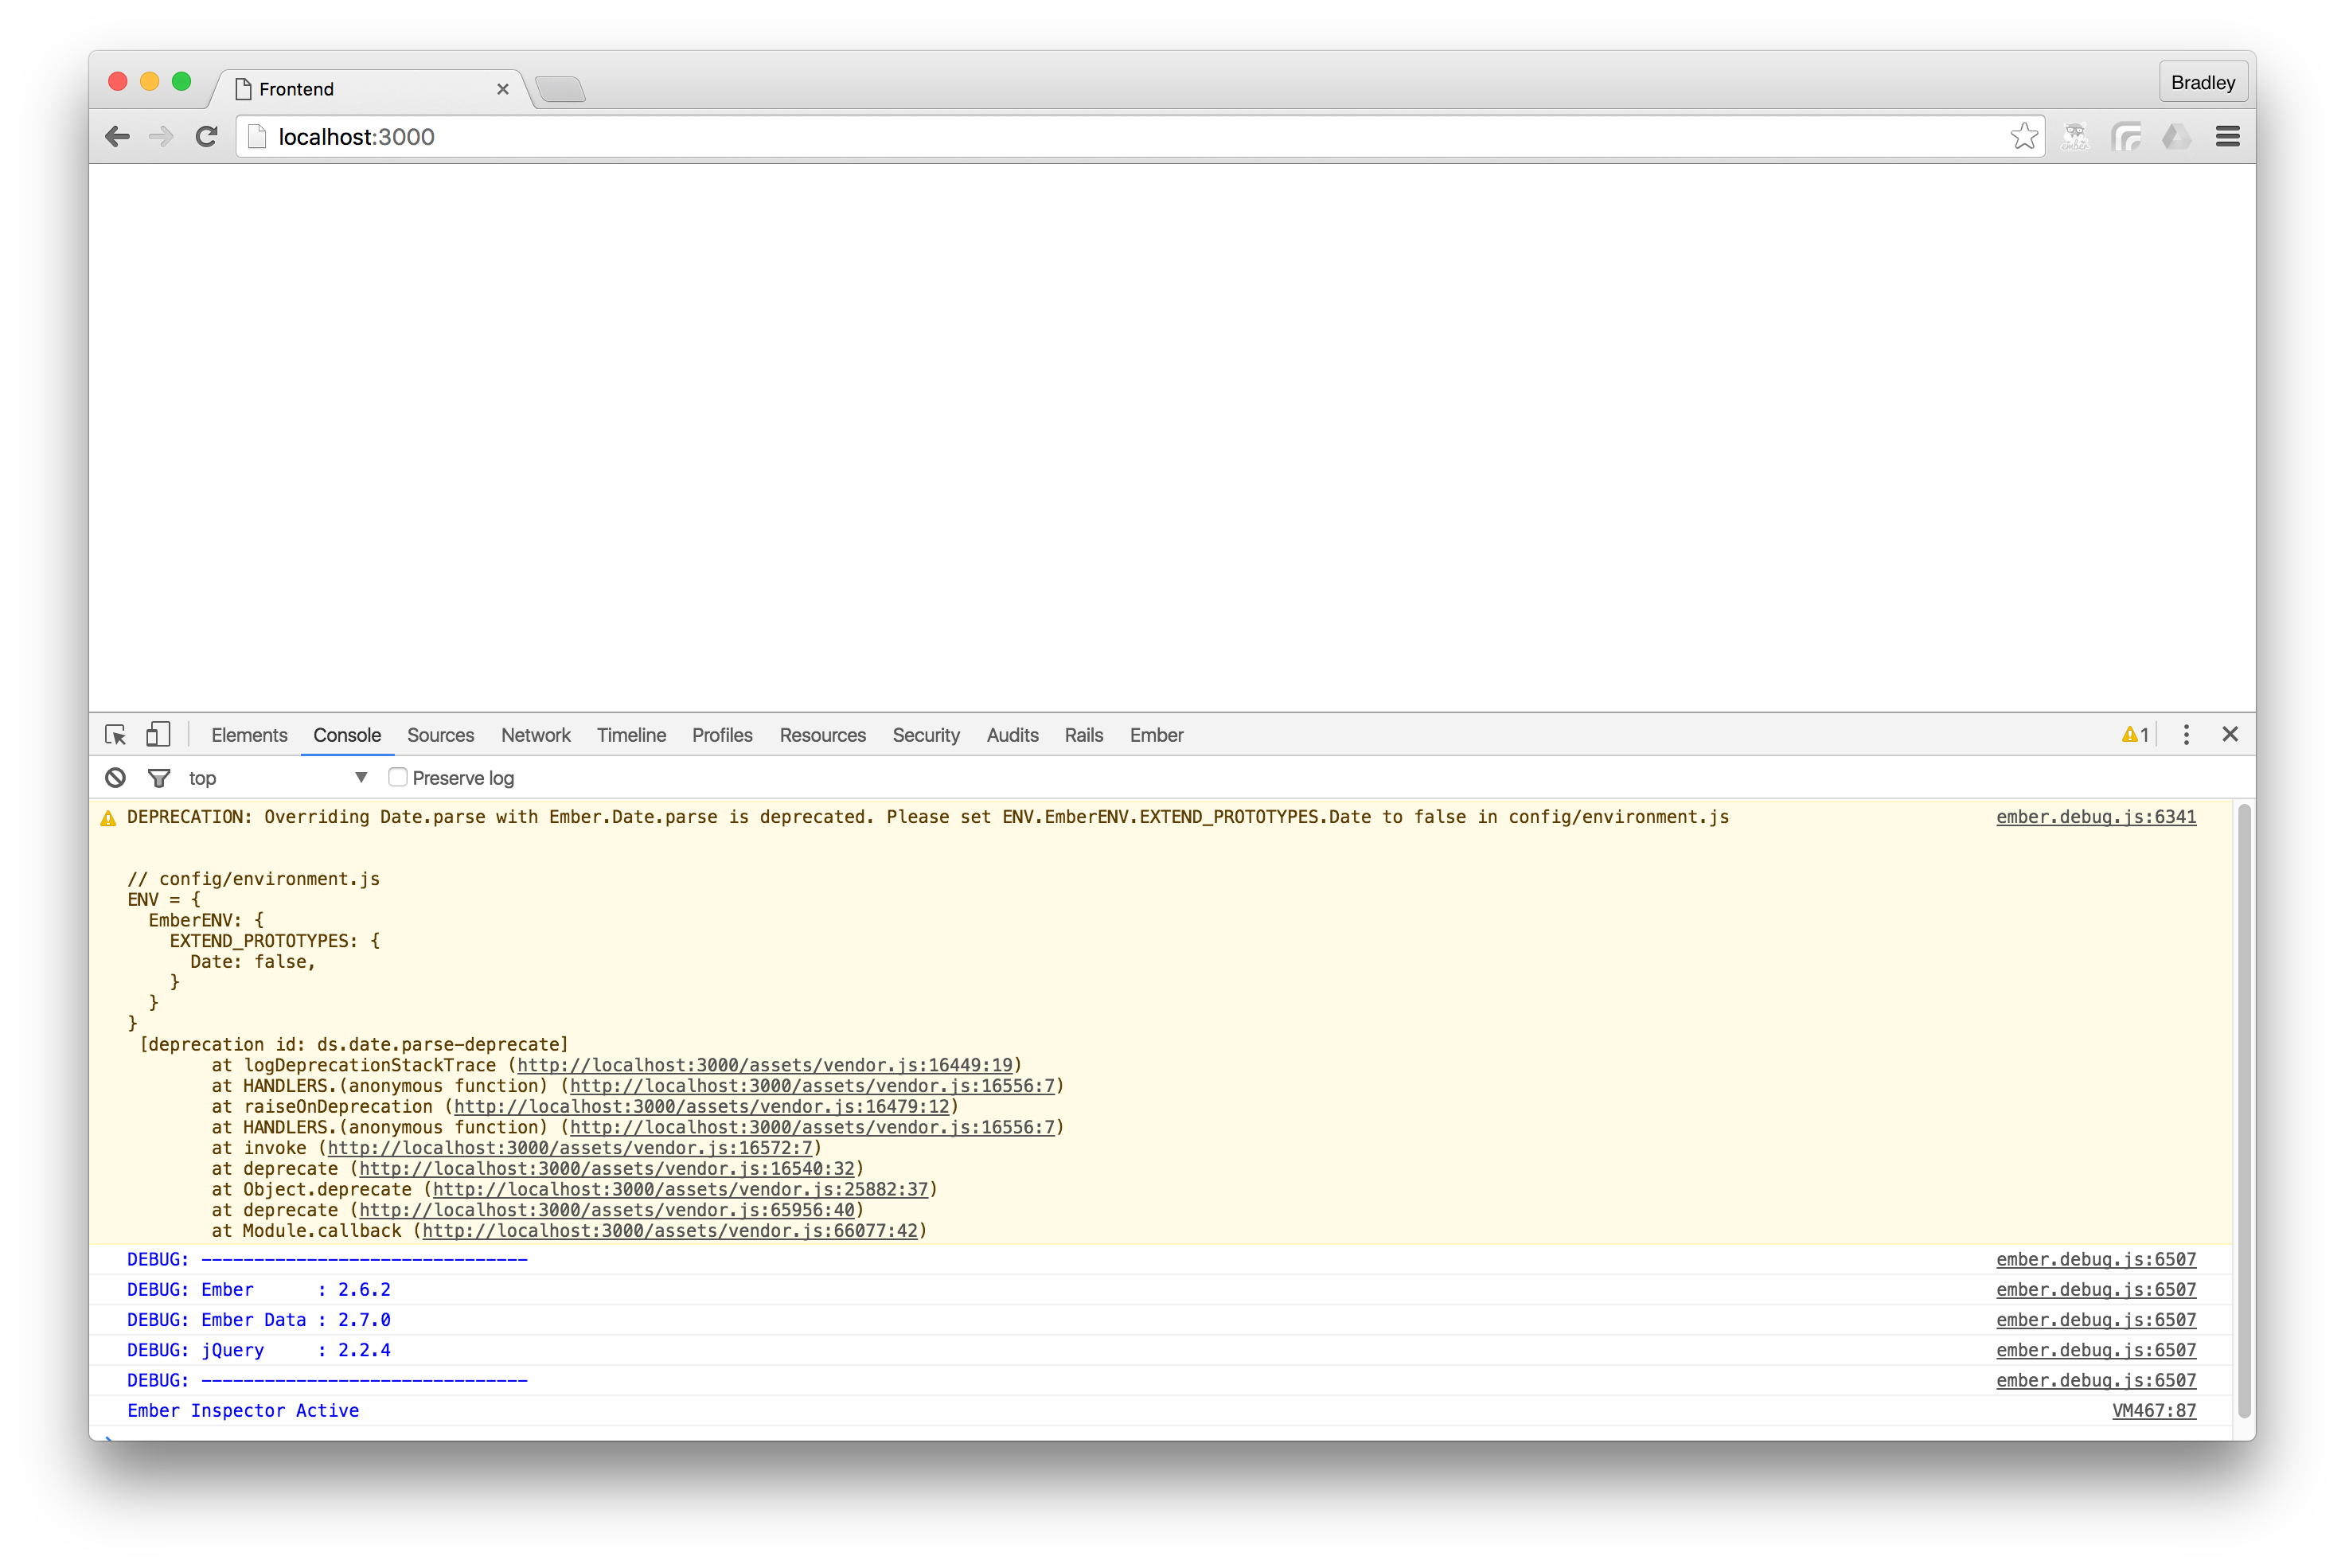 Frontend
Bradley
localhost:3000
Elements Console Sources Network Timeline Profiles Resources Security Audits Rails Ember 1
top Preserve log
DEPRECATION: Overriding Date.parse with Ember.Date.parse is deprecated. Please set ENV.EmberENV.EXTEND_PROTOTYPES.Date to false in config/environment.js ember.debug.js:6341
// config/environment.js
ENV = {
EmberENV: {
EXTEND_PROTOTYPES: {
Date: false,
}
}
}
[deprecation id: ds.date.parse-deprecate]
at logDeprecationStackTrace (http://localhost:3000/assets/vendor.js:16449:19)
at HANDLERS.(anonymous function) (http://localhost:3000/assets/vendor.js:16556:7)
at raiseOnDeprecation (http://localhost:3000/assets/vendor.js:16479:12)
at HANDLERS.(anonymous function) (http://localhost:3000/assets/vendor.js:16556:7)
at invoke (http://localhost:3000/assets/vendor.js:16572:7)
at deprecate (http://localhost:3000/assets/vendor.js:16540:32)
at Object.deprecate (http://localhost:3000/assets/vendor.js:25882:37)
at deprecate (http://localhost:3000/assets/vendor.js:65956:40)
at Module.callback (http://localhost:3000/assets/vendor.js:66077:42)
DEBUG: ------------------------------- ember.debug.js:6507
DEBUG: Ember : 2.6.2 ember.debug.js:6507
DEBUG: Ember Data : 2.7.0 ember.debug.js:6507
DEBUG: jQuery : 2.2.4 ember.debug.js:6507
DEBUG: ------------------------------- ember.debug.js:6507
Ember Inspector Active VM467:87